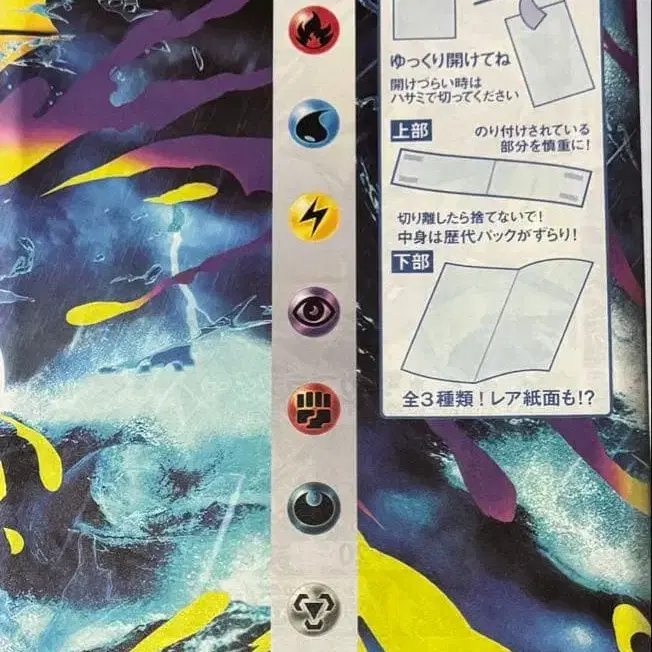 ゆっくり開けてね
開けづらい時は
ハサミで切ってください
上部
のり付けされている
部分を慎重に!
切り離したら捨てないで!
中身は歴代パックがずらり!
下部
全3種類!レア紙面も!?